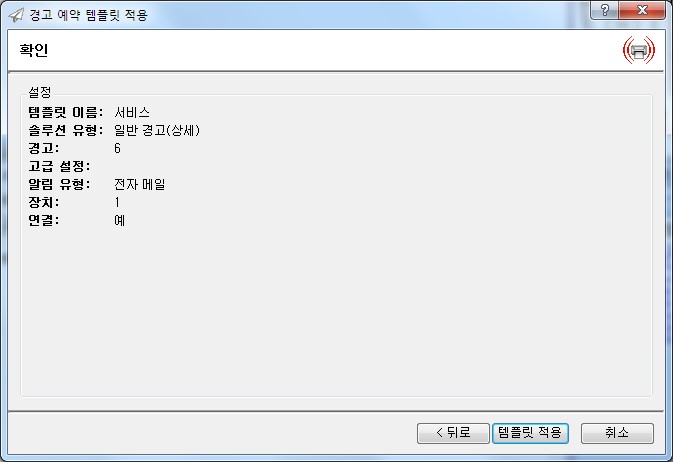 경고 예약 템플릿 적용
확인
설정
템플릿 이름: 서비스
솔루션 유형: 일반 경고(상세)
경고: 6
고급 설정:
알림 유형: 전자 메일
장치: 1
연결: 예
< 뒤로 템플릿 적용 취소